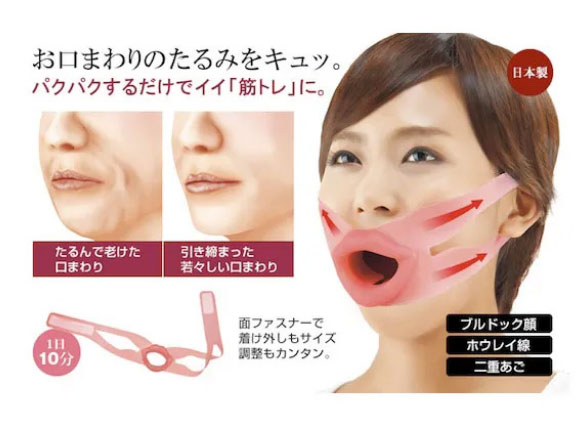 お口まわりのたるみをキュッ。
パクパクするだけでイイ「筋トレ」に。
日本製
たるんで老けた
口まわり
引き締まった
若々しい口まわり
1日
10分
面ファスナーで
着け外しもサイズ
調整もカンタン。
ブルドック顔
ホウレイ線
二重あご